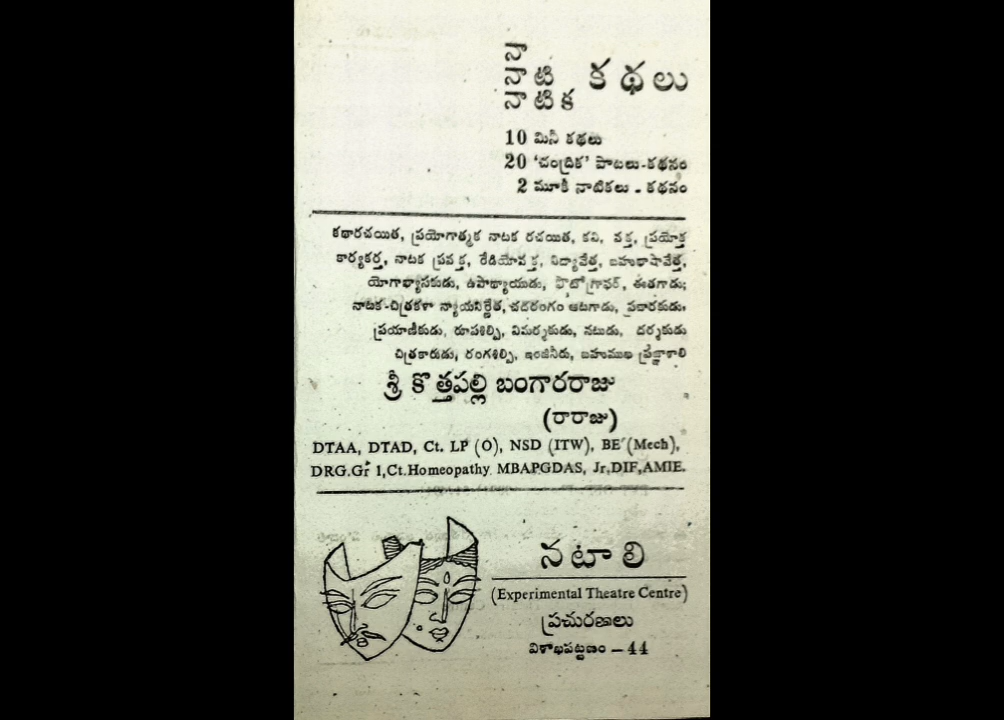 నా
నాటి కథలు
నాటిక
10 మినీ కథలు
20 ‘చంద్రిక’ పాటలు-కథనం
2 మూకీ నాటికలు - కథనం
కథారచయిత, ప్రయోగాత్మక నాటక రచయిత, కవి, వక్త, ప్రయోక్త
కార్యకర్త, నాటక ప్రవక్త, రేడియోవక్త, విద్యావేత్త, బహుభాషావేత్త,
యోగాభ్యాసకుడు, ఉపాధ్యాయుడు, ఫొటోగ్రాఫర్, ఈతగాడు;
నాటక-చిత్రకళా న్యాయనిర్ణేత, చదరంగం ఆటగాడు, ప్రచారకుడు,
ప్రయాణీకుడు, రూపశిల్పి, విమర్శకుడు, నటుడు, దర్శకుడు
చిత్రకారుడు, రంగశిల్పి, ఇంజినీరు, బహుముఖ ప్రజ్ఞాశాలి
శ్రీ కొత్తపల్లి బంగారరాజు
(రారాజు)
DTAA, DTAD, Ct. LP (O), NSD (ITW), BE (Mech),
DRG.Gr 1,Ct.Homeopathy MBAPGDAS, Jr,DIF,AMIE.
నటాలి
(Experimental Theatre Centre)
ప్రచురణలు
విశాఖపట్టణం - 44